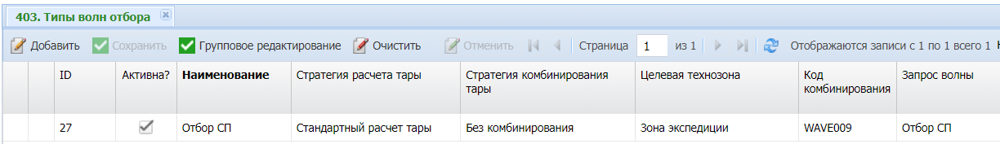 403. Типы волн отбора
Добавить Сохранить Групповое редактирование Очистить Отменить Страница 1 из 1 Отображаются записи с 1 по 1 всего 1
ID Активна? Наименование Стратегия расчета тары Стратегия комбинирования тары Целевая технозона Код комбинирования Запрос волны
27 Отбор СП Стандартный расчет тары Без комбинирования Зона экспедиции WAVE009 Отбор СП